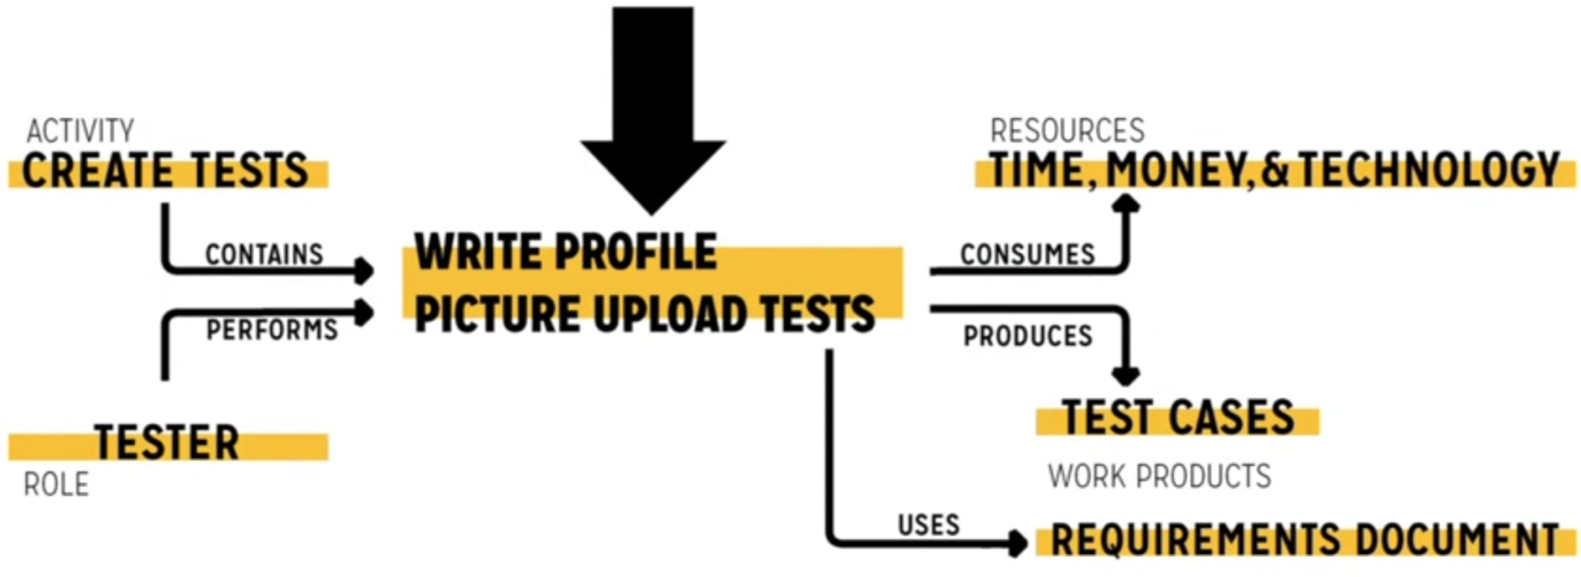 ACTIVITY
CREATE TESTS
CONTAINS
PERFORMS
TESTER
ROLE
WRITE PROFILE
PICTURE UPLOAD TESTS
RESOURCES
TIME, MONEY, & TECHNOLOGY
CONSUMES
PRODUCES
TEST CASES
WORK PRODUCTS
USES
REQUIREMENTS DOCUMENT